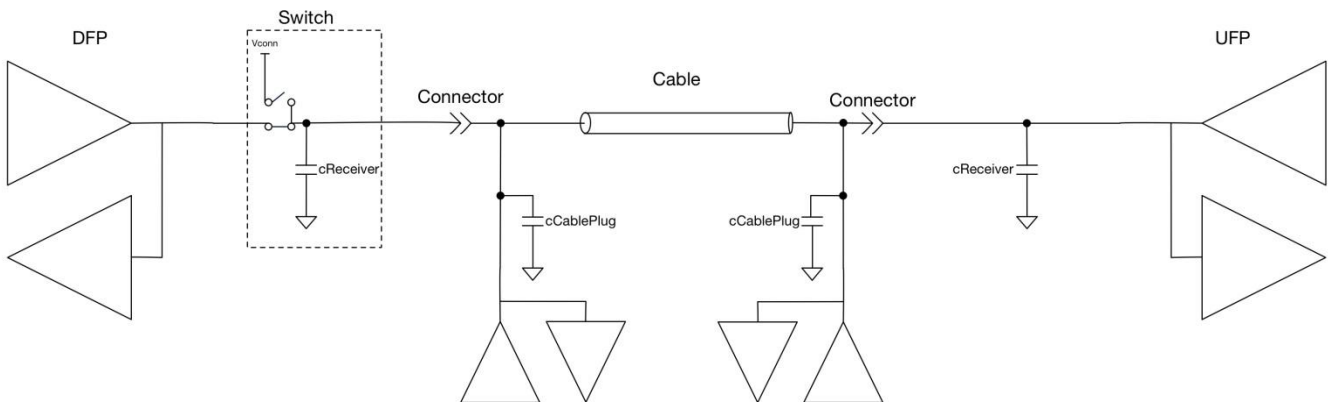 Switch
DFP
UFP
Vconn
Cable
Connector
Connector
cReceiver
cReceiver
cCablePlug
cCablePlug